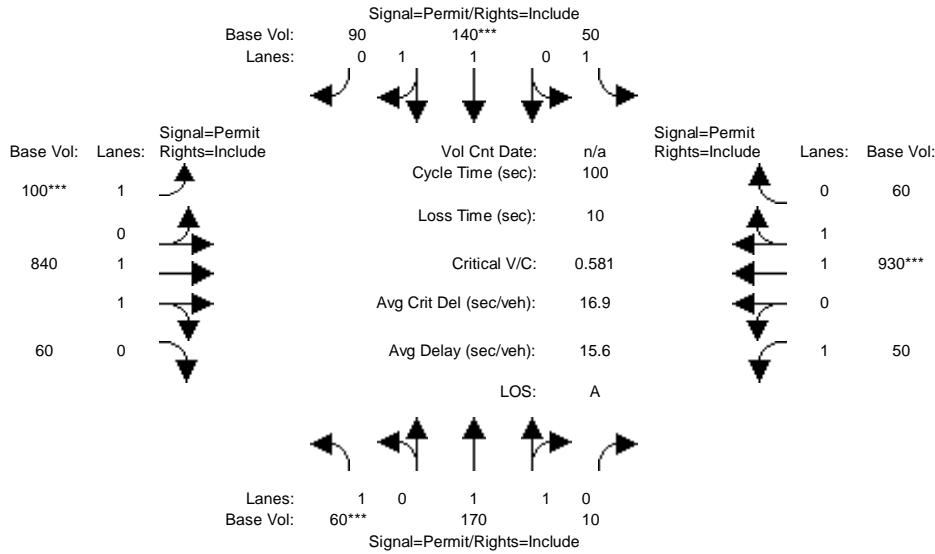 Signal=Permit/Rights=Include
Base Vol: 90 140*** 50
Lanes: 0 1 1 0 1
Signal=Permit
Rights=Include
Signal=Permit
Rights=Include
Base Vol: Lanes:
Lanes: Base Vol:
Vol Cnt Date: n/a
Cycle Time (sec): 100
100*** 1
0 60
Loss Time (sec): 10
0
1
840 1
Critical V/C: 0.581
1 930***
1
Avg Crit Del (sec/veh): 16.9
0
60 0
Avg Delay (sec/veh): 15.6
1 50
LOS: A
Lanes: 1 0 1 1 0
Base Vol: 60*** 170 10
Signal=Permit/Rights=Include